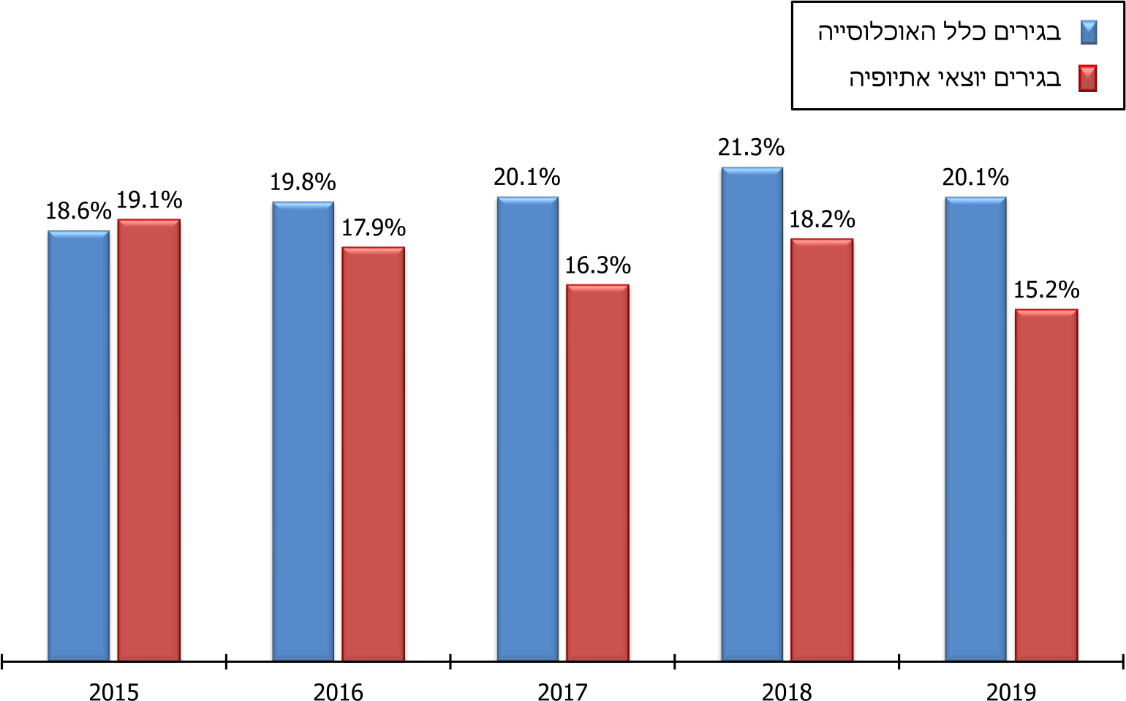 בגירים כלל האוכלוסייה
בגירים יוצאי אתיופיה
18.6% 19.1%
19.8% 17.9%
20.1% 16.3%
21.3% 18.2%
20.1% 15.2%
2015 2016 2017 2018 2019